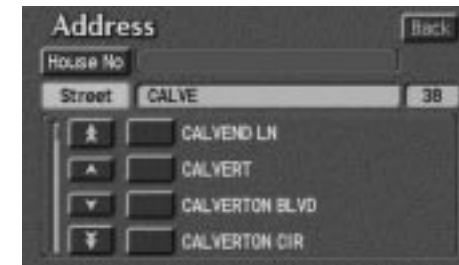 Address Back
House No
Street CALVE 38
CALVEND LN
CALVERT
CALVERTON BLVD
CALVERTON CIR